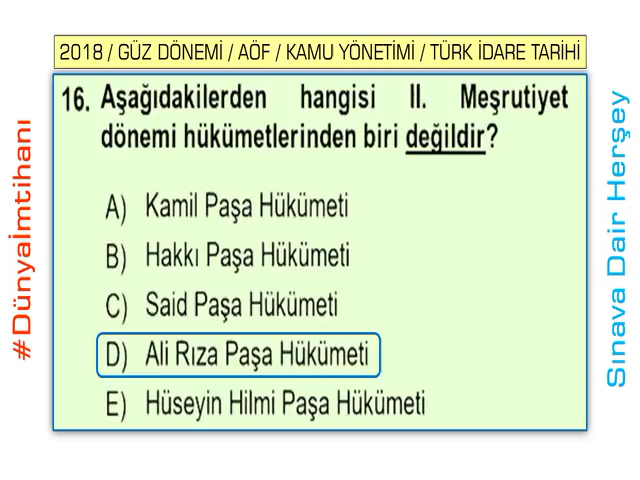 2018 / GÜZ DÖNEMİ / AÖF / KAMU YÖNETİMİ / TÜRK İDARE TARİHİ
16. Aşağıdakilerden hangisi II. Meşrutiyet
dönemi hükümetlerinden biri değildir?
A) Kamil Paşa Hükümeti
B) Hakkı Paşa Hükümeti
C) Said Paşa Hükümeti
D) Ali Rıza Paşa Hükümeti
E) Hüseyin Hilmi Paşa Hükümeti
#Dünyaİmtihanı
Sınava Dair Herşey